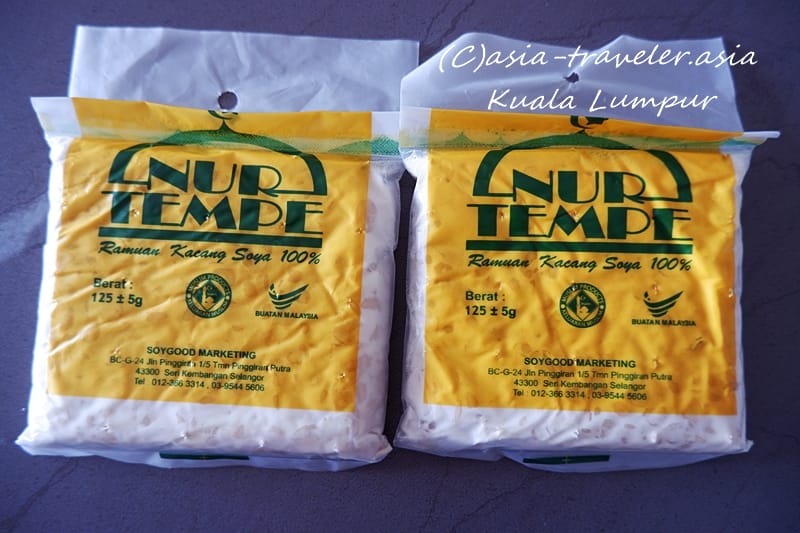 (C)asia-traveler.asia
Kuala Lumpur
NUR
TEMPE
Ramuan Kacang Soya 100%
Berat :
125 ± 5g
BUATAN MALAYSIA
SOYGOOD MARKETING
BC-G-24 Jln Pinggiran 1/5 Tmn Pinggiran Putra
43300 Seri Kembangan Selangor
Tel : 012-366 3314 , 03-9544 5606
NUR
TEMPE
Ramuan Kacang Soya 100%
Berat :
125 ± 5g
MUSLIM PRODUCT
BUATAN MALAYSIA
SOYGOOD MARKETING
BC-G-24 Jln Pinggiran 1/5 Tmn Pinggiran Putra
43300 Seri Kembangan Selangor
Tel : 012-366 3314 , 03-9544 5606